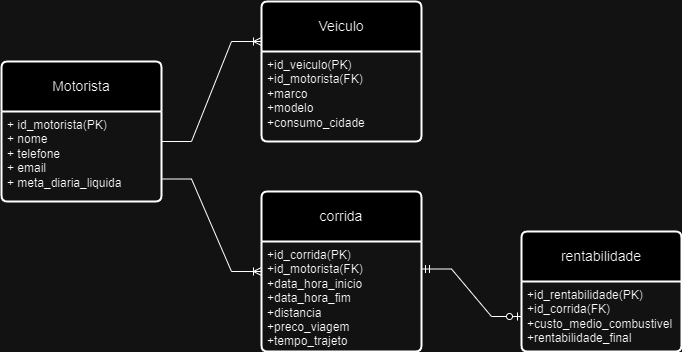 Veiculo
+id_veiculo(PK)
+id_motorista(FK)
+marco
+modelo
+consumo_cidade
Motorista
+ id_motorista(PK)
+ nome
+ telefone
+ email
+ meta_diaria_liquida
corrida
+id_corrida(PK)
+id_motorista(FK)
+data_hora_inicio
+data_hora_fim
+distancia
+preco_viagem
+tempo_trajeto
rentabilidade
+id_rentabilidade(PK)
+id_corrida(FK)
+custo_medio_combustivel
+rentabilidade_final